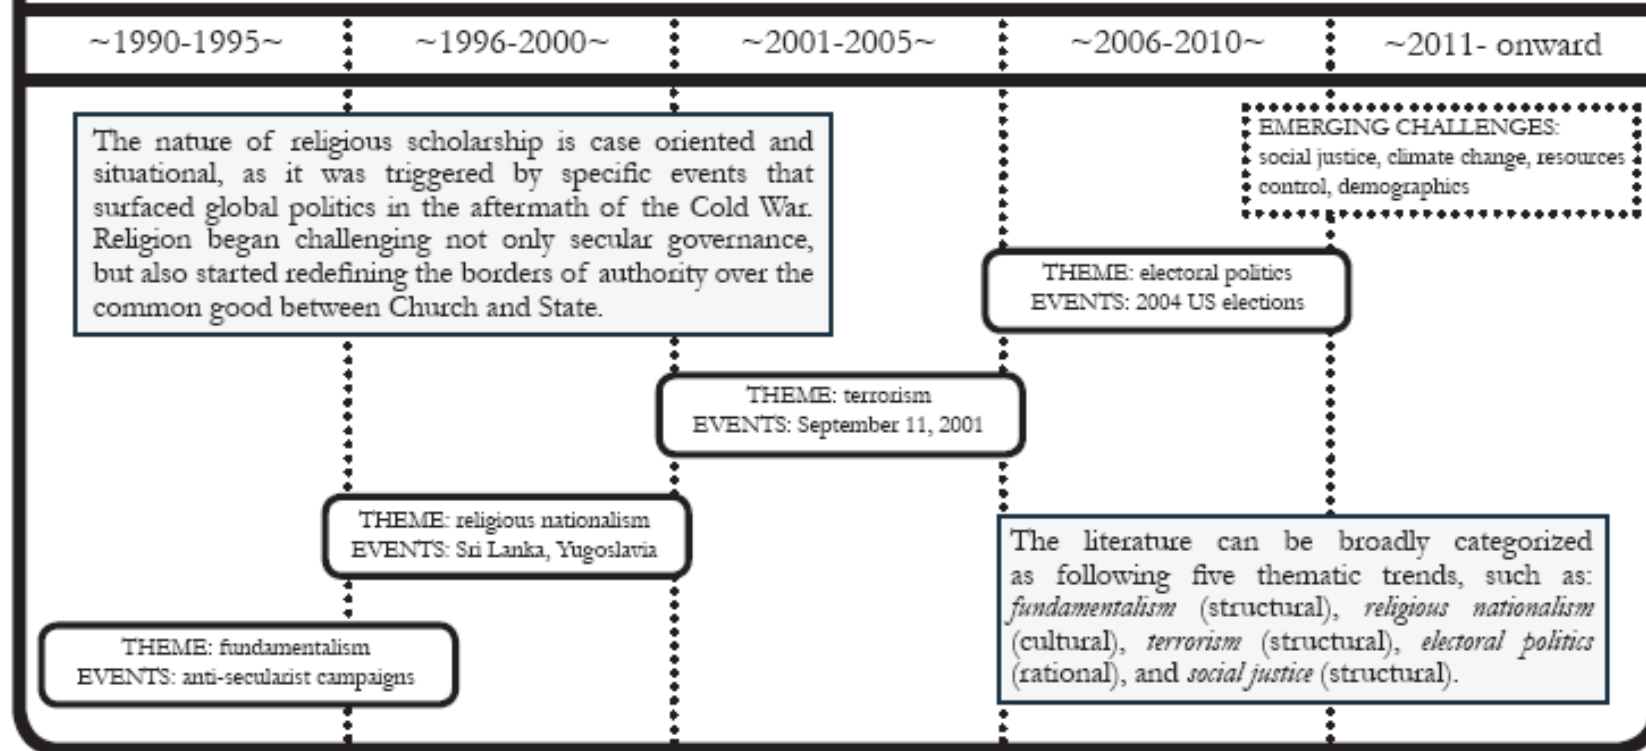 ~1990-1995~
~1996-2000~
~2001-2005~
~2006-2010~
~2011- onward
The nature of religious scholarship is case oriented and
situational, as it was triggered by specific events that
surfaced global politics in the aftermath of the Cold War.
Religion began challenging not only secular governance,
but also started redefining the borders of authority over the
common good between Church and State.
EMERGING CHALLENGES:
social justice, climate change, resources
control, demographics
THEME: electoral politics
EVENTS: 2004 US elections
THEME: terrorism
EVENTS: September 11, 2001
THEME: religious nationalism
EVENTS: Sri Lanka, Yugoslavia
THEME: fundamentalism
EVENTS: anti-secularist campaigns
The literature can be broadly categorized
as following five thematic trends, such as:
fundamentalism (structural), religious nationalism
(cultural), terrorism (structural), electoral politics
(rational), and social justice (structural).